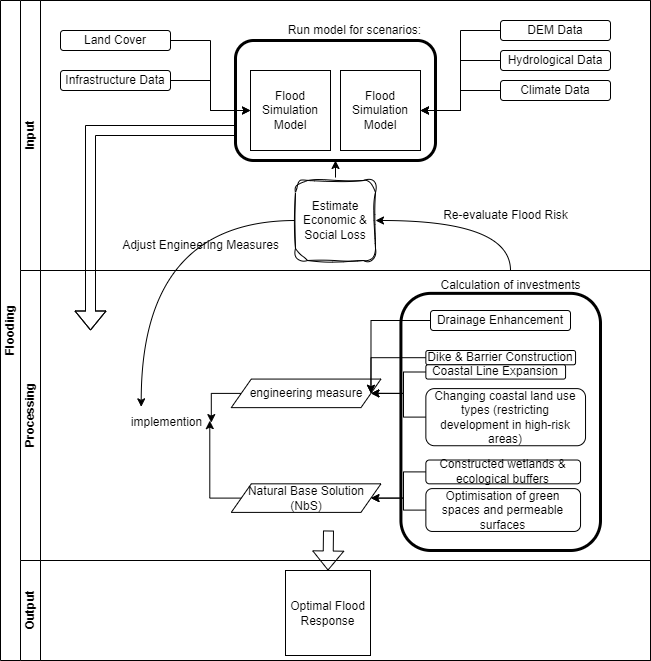 Flooding
Input
Run model for scenarios:
Land Cover
Infrastructure Data
Flood
Simulation
Model
Flood
Simulation
Model
DEM Data
Hydrological Data
Climate Data
Estimate
Economic &
Social Loss
Re-evaluate Flood Risk
Adjust Engineering Measures
Processing
Calculation of investments
Drainage Enhancement
Dike & Barrier Construction
Coastal Line Expansion
Changing coastal land use
types (restricting
development in high-risk
areas)
engineering measure
implemention
Constructed wetlands &
ecological buffers
Optimisation of green
spaces and permeable
surfaces
Natural Base Solution
(NbS)
Output
Optimal Flood
Response